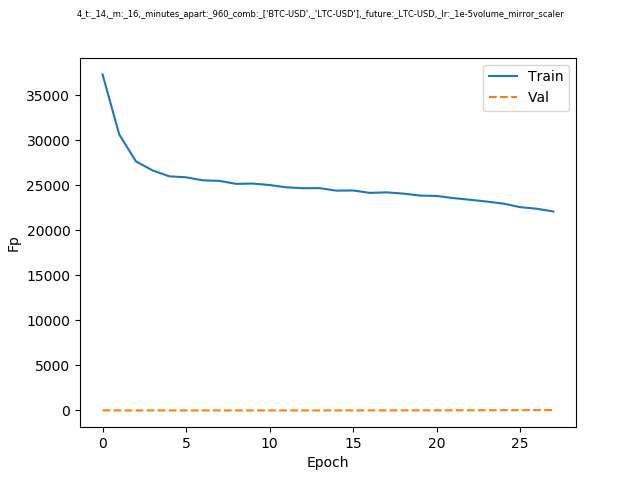 4_t:_14,_m:_16,_minutes_apart:_960_comb:_['BTC-USD',_'LTC-USD'],_future:_LTC-USD,_lr:_1e-5volume_mirror_scaler
Train
Val
35000
30000
25000
20000
15000
10000
5000
0
Fp
0 5 10 15 20 25
Epoch